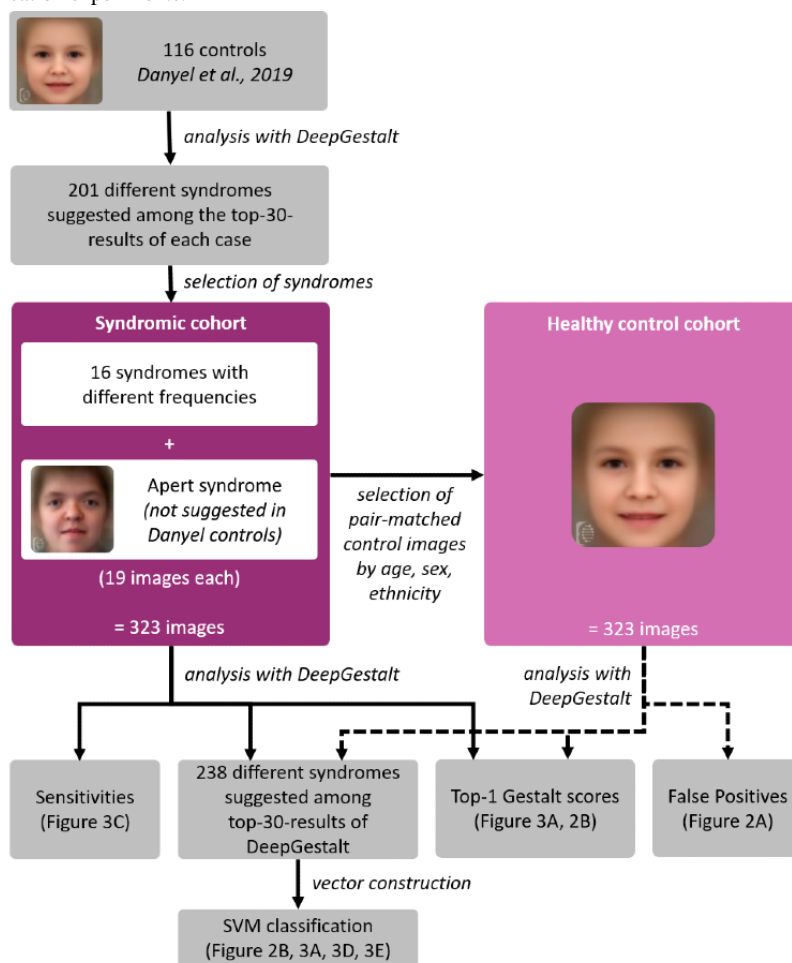 116 controls
Danyel et al., 2019
analysis with DeepGestalt
201 different syndromes
suggested among the top-30-
results of each case
selection of syndromes
Syndromic cohort
16 syndromes with
different frequencies
+
Apert syndrome
(not suggested in
Danyel controls)
(19 images each)
= 323 images
selection of
pair-matched
control images
by age, sex,
ethnicity
Healthy control cohort
= 323 images
analysis with DeepGestalt
analysis with
DeepGestalt
Sensitivities
(Figure 3C)
238 different syndromes
suggested among
top-30-results of
DeepGestalt
Top-1 Gestalt scores
(Figure 3A, 2B)
False Positives
(Figure 2A)
vector construction
SVM classification
(Figure 2B, 3A, 3D, 3E)